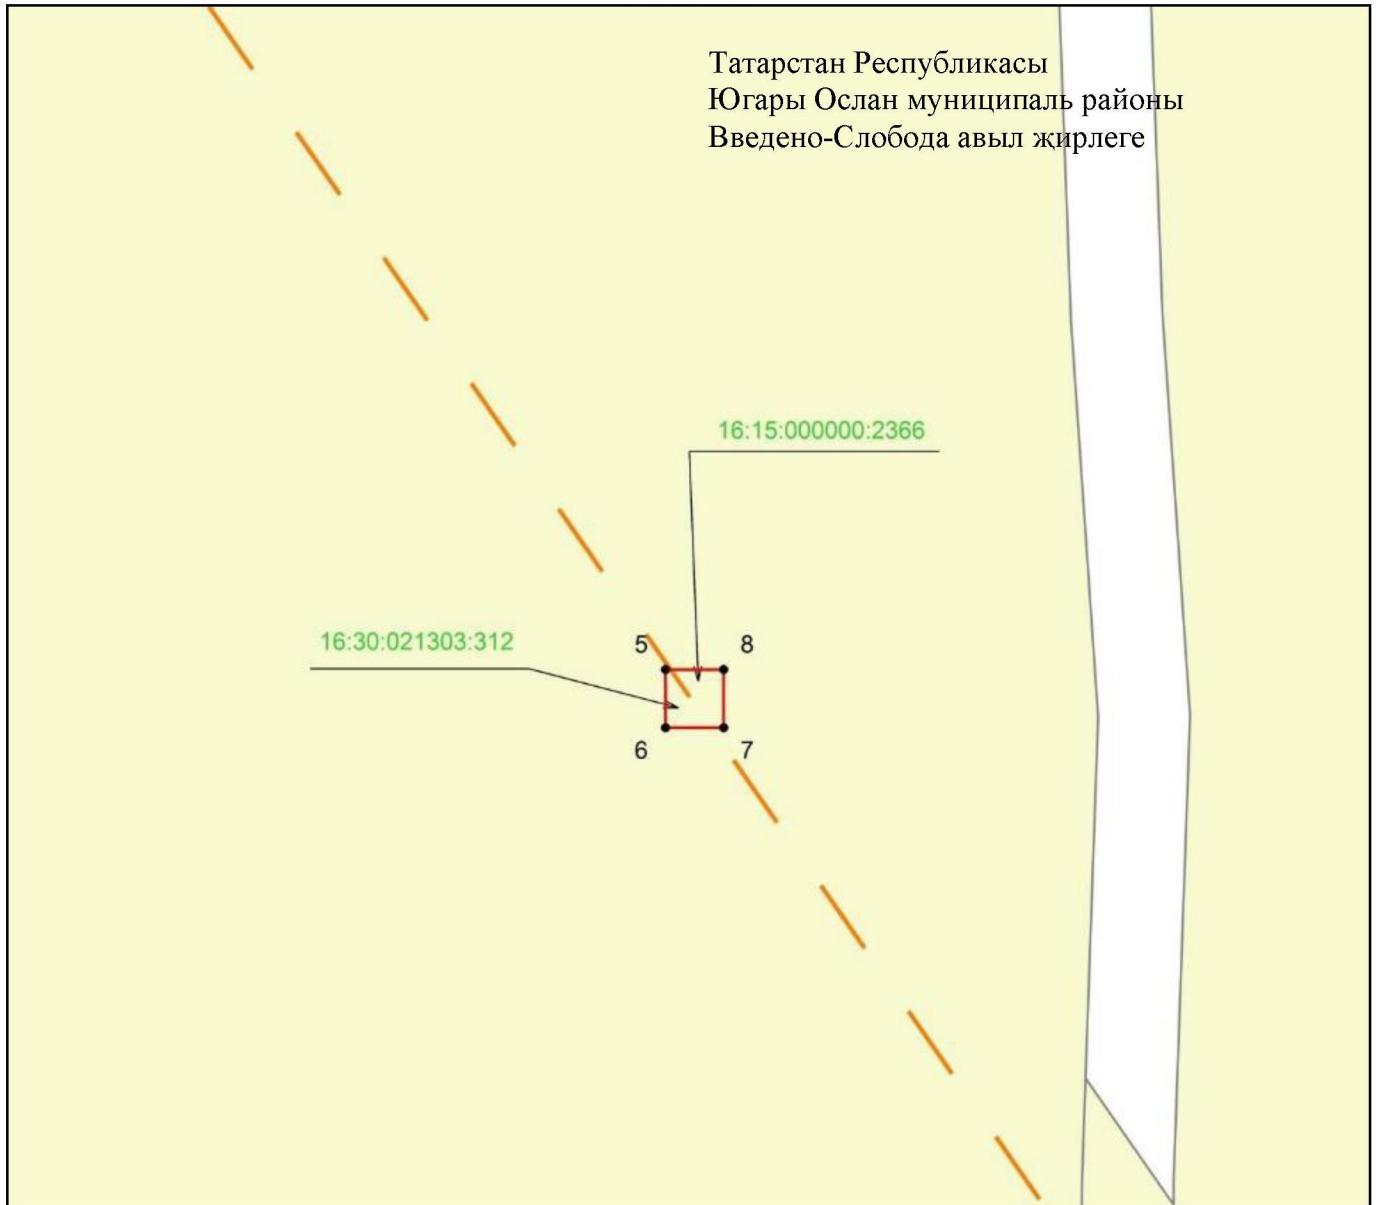 Татарстан Республикасы
Югары Ослан муниципаль районы
Введено-Слобода авыл җирлеге
16:15:000000:2366
16:30:021303:312
5
8
6
7